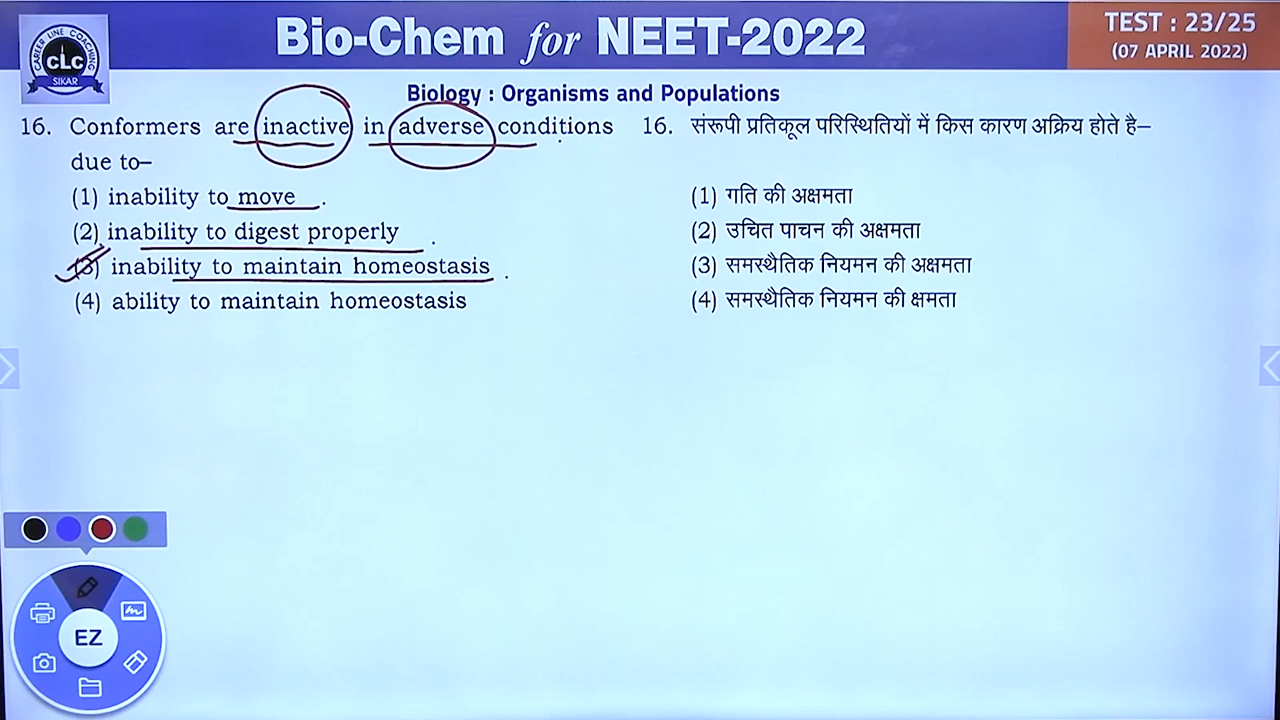 CAREER LINE COACHING
CLC
SIKAR
Bio-Chem for NEET-2022
TEST : 23/25
(07 APRIL 2022)
Biology : Organisms and Populations
16. Conformers are inactive in adverse conditions
due to–
(1) inability to move
(2) inability to digest properly
(3) inability to maintain homeostasis
(4) ability to maintain homeostasis
16. संरूपी प्रतिकूल परिस्थितियों में किस कारण अक्रिय होते है–
(1) गति की अक्षमता
(2) उचित पाचन की अक्षमता
(3) समस्थैतिक नियमन की अक्षमता
(4) समस्थैतिक नियमन की क्षमता
EZ